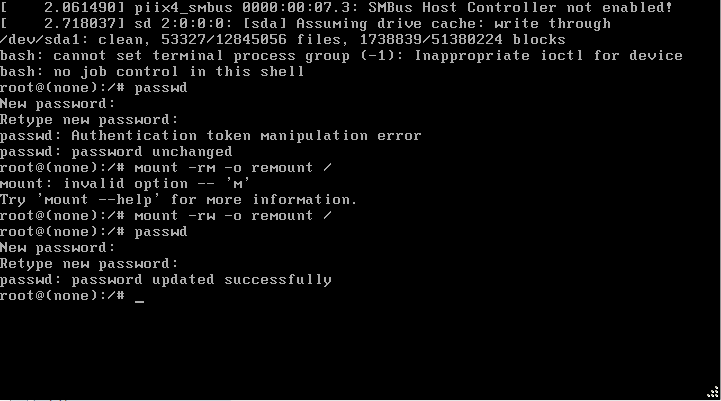 [    2.061490] piix4_smbus 0000:00:07.3: SMBus Host Controller not enabled!
[    2.718037] sd 2:0:0:0: [sda] Assuming drive cache: write through
/dev/sda1: clean, 53327/12845056 files, 1738839/51380224 blocks
bash: cannot set terminal process group (-1): Inappropriate ioctl for device
bash: no job control in this shell
root@(none):/# passwd
New password:
Retype new password:
passwd: Authentication token manipulation error
passwd: password unchanged
root@(none):/# mount -rm -o remount /
mount: invalid option -- 'm'
Try 'mount --help' for more information.
root@(none):/# mount -rw -o remount /
root@(none):/# passwd
New password:
Retype new password:
passwd: password updated successfully
root@(none):/# _